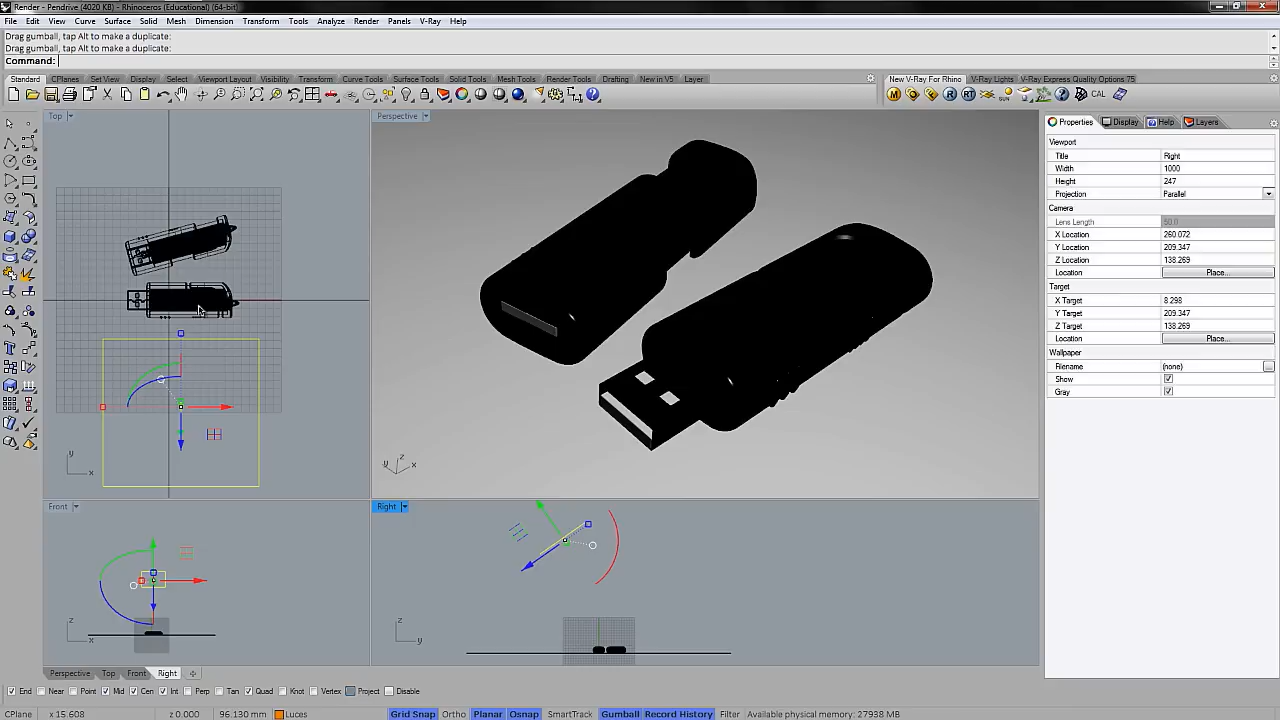 Render - Pendrive (4020 KB) - Rhinoceros (Educational) (64-bit)
File Edit View Curve Surface Solid Mesh Dimension Transform Tools Analyze Render Panels V-Ray Help
Drag gumball, tap Alt to make a duplicate:
Drag gumball, tap Alt to make a duplicate:
Command:
Standard CPlanes Set View Display Select Viewport Layout Visibility Transform Curve Tools Surface Tools Solid Tools Mesh Tools Render Tools Drafting New in V5 Layer
New V-Ray For Rhino V-Ray Lights V-Ray Express Quality Options 75
M R RT SUN CAL
Top
Perspective
Properties Display Help Layers
Viewport
Title Right
Width 1000
Height 247
Projection Parallel
Camera
Lens Length 50.0
X Location 260.072
Y Location 209.347
Z Location 138.269
Location Place...
Target
X Target 8.298
Y Target 209.347
Z Target 138.269
Location Place...
Wallpaper
Filename (none)
Show
Gray
y x
z y x
Front
Right
z x
z y
Perspective Top Front Right
End Near Point Mid Cen Int Perp Tan Quad Knot Vertex Project Disable
CPlane x 15.608 z 0.000 96.130 mm Luces Grid Snap Ortho Planar Osnap SmartTrack Gumball Record History Filter Available physical memory: 27938 MB